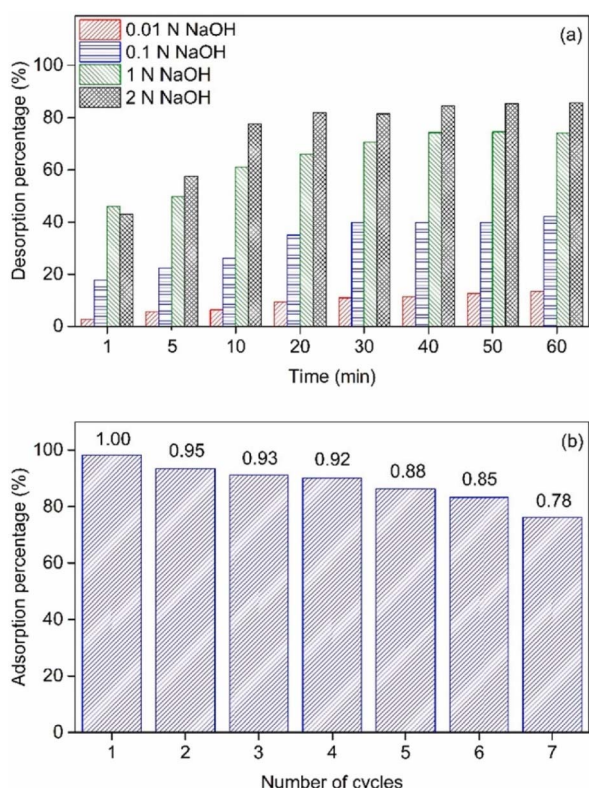 (a)
0.01 N NaOH
0.1 N NaOH
1 N NaOH
2 N NaOH
Desorption percentage (%)
100
80
60
40
20
0
1 5 10 20 30 40 50 60
Time (min)
(b)
1.00 0.95 0.93 0.92 0.88 0.85 0.78
Adsorption percentage (%)
100
80
60
40
20
0
1 2 3 4 5 6 7
Number of cycles